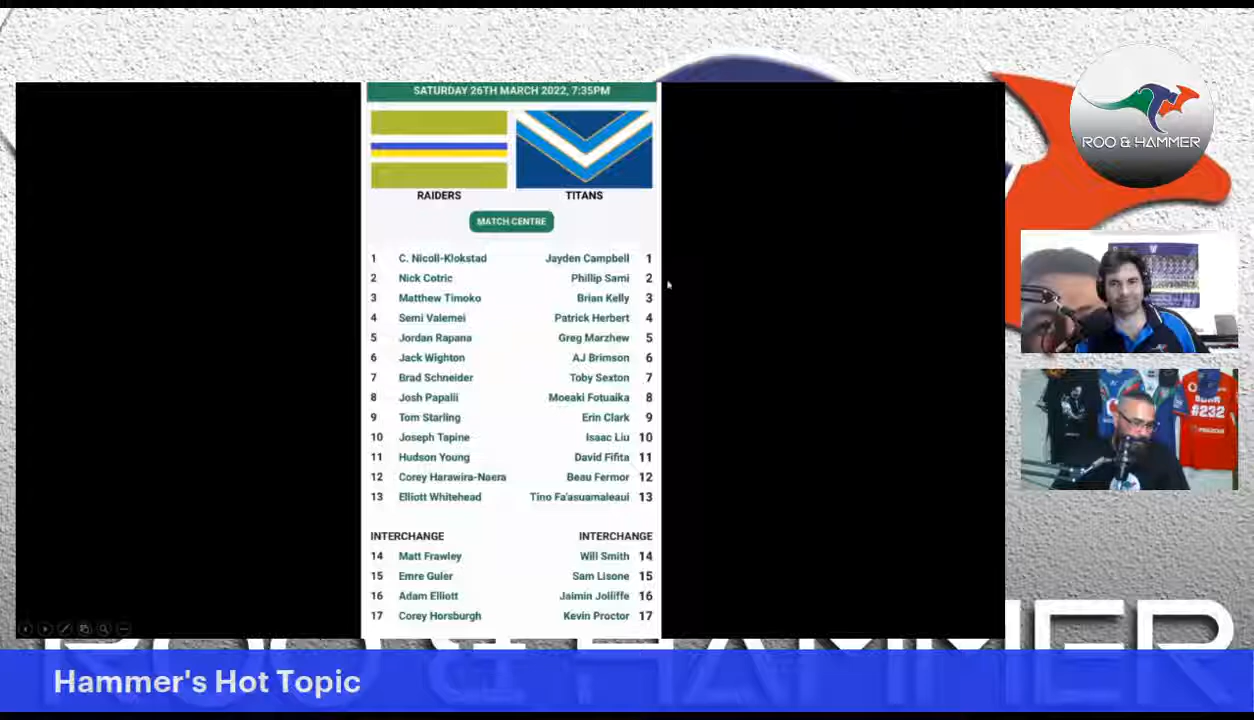 SATURDAY 26TH MARCH 2022, 7:35PM
RAIDERS TITANS
MATCH CENTRE
1 C. Nicoll-Klokstad Jayden Campbell 1
2 Nick Cotric Phillip Sami 2
3 Matthew Timoko Brian Kelly 3
4 Semi Valemei Patrick Herbert 4
5 Jordan Rapana Greg Marzhew 5
6 Jack Wighton AJ Brimson 6
7 Brad Schneider Toby Sexton 7
8 Josh Papalii Moeaki Fotuaika 8
9 Tom Starling Erin Clark 9
10 Joseph Tapine Isaac Liu 10
11 Hudson Young David Fifita 11
12 Corey Harawira-Naera Beau Fermor 12
13 Elliott Whitehead Tino Fa'asuamaleaui 13
INTERCHANGE INTERCHANGE
14 Matt Frawley Will Smith 14
15 Emre Guler Sam Lisone 15
16 Adam Elliott Jaimin Jolliffe 16
17 Corey Horsburgh Kevin Proctor 17
ROO & HAMMER
#232
ROO & HAMMER
Hammer's Hot Topic